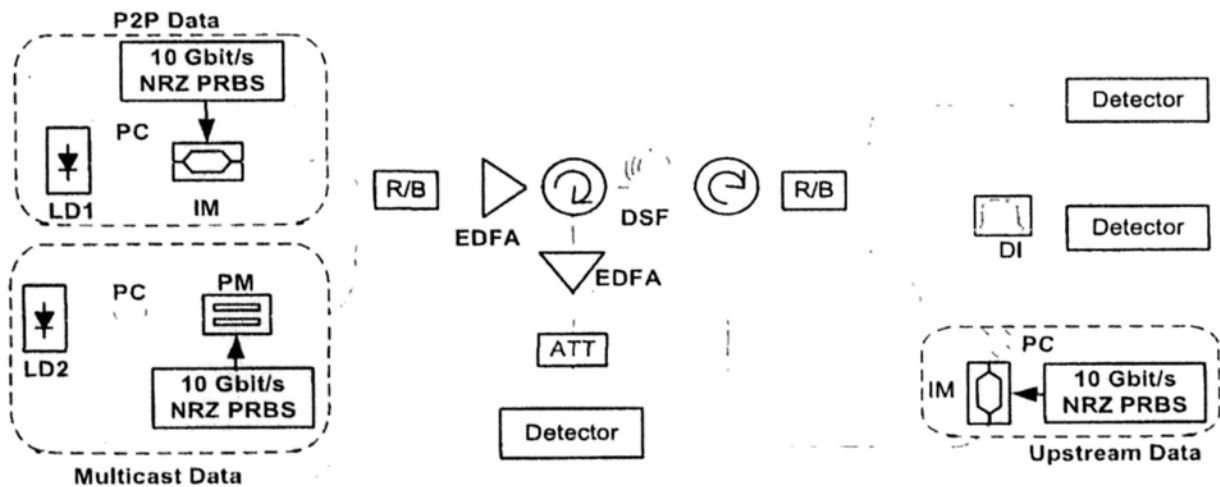 P2P Data
10 Gbit/s
NRZ PRBS
PC
LD1
IM
R/B
EDFA
DSF
R/B
Detector
Detector
DI
EDFA
ATT
Detector
PC
PM
LD2
10 Gbit/s
NRZ PRBS
Multicast Data
PC
IM
10 Gbit/s
NRZ PRBS
Upstream Data